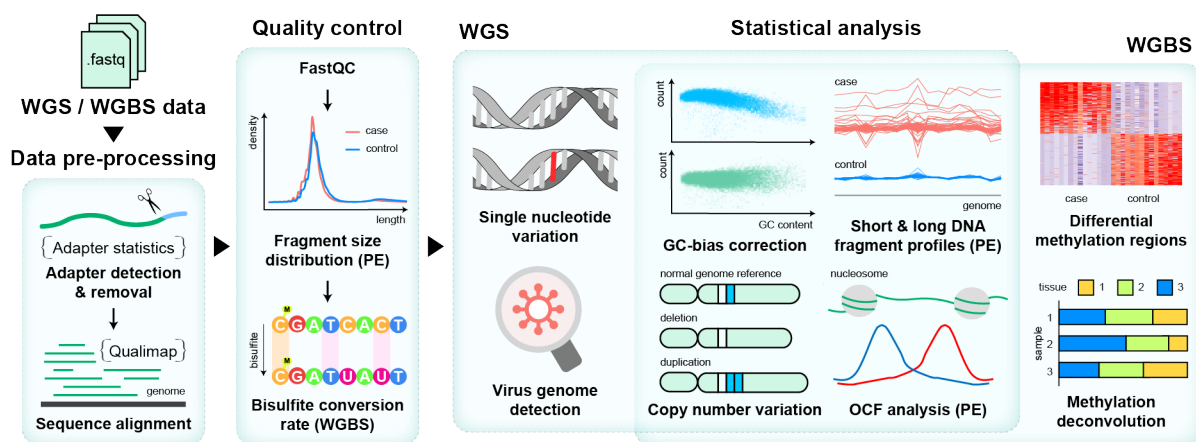 .fastq
WGS / WGBS data
Data pre-processing
{Adapter statistics}
Adapter detection
& removal
{Qualimap}
genome
Sequence alignment
Quality control
FastQC
density
case
control
length
Fragment size
distribution (PE)
bisulfite
M
CGATCACT
M
CGATUAUT
Bisulfite conversion
rate (WGBS)
WGS
Statistical analysis
WGBS
Single nucleotide
variation
Virus genome
detection
count
count
GC content
GC-bias correction
case
control
genome
Short & long DNA
fragment profiles (PE)
normal genome reference
deletion
duplication
Copy number variation
nucleosome
OCF analysis (PE)
case control
Differential
methylation regions
tissue 1 2 3
sample
1
2
3
Methylation
deconvolution